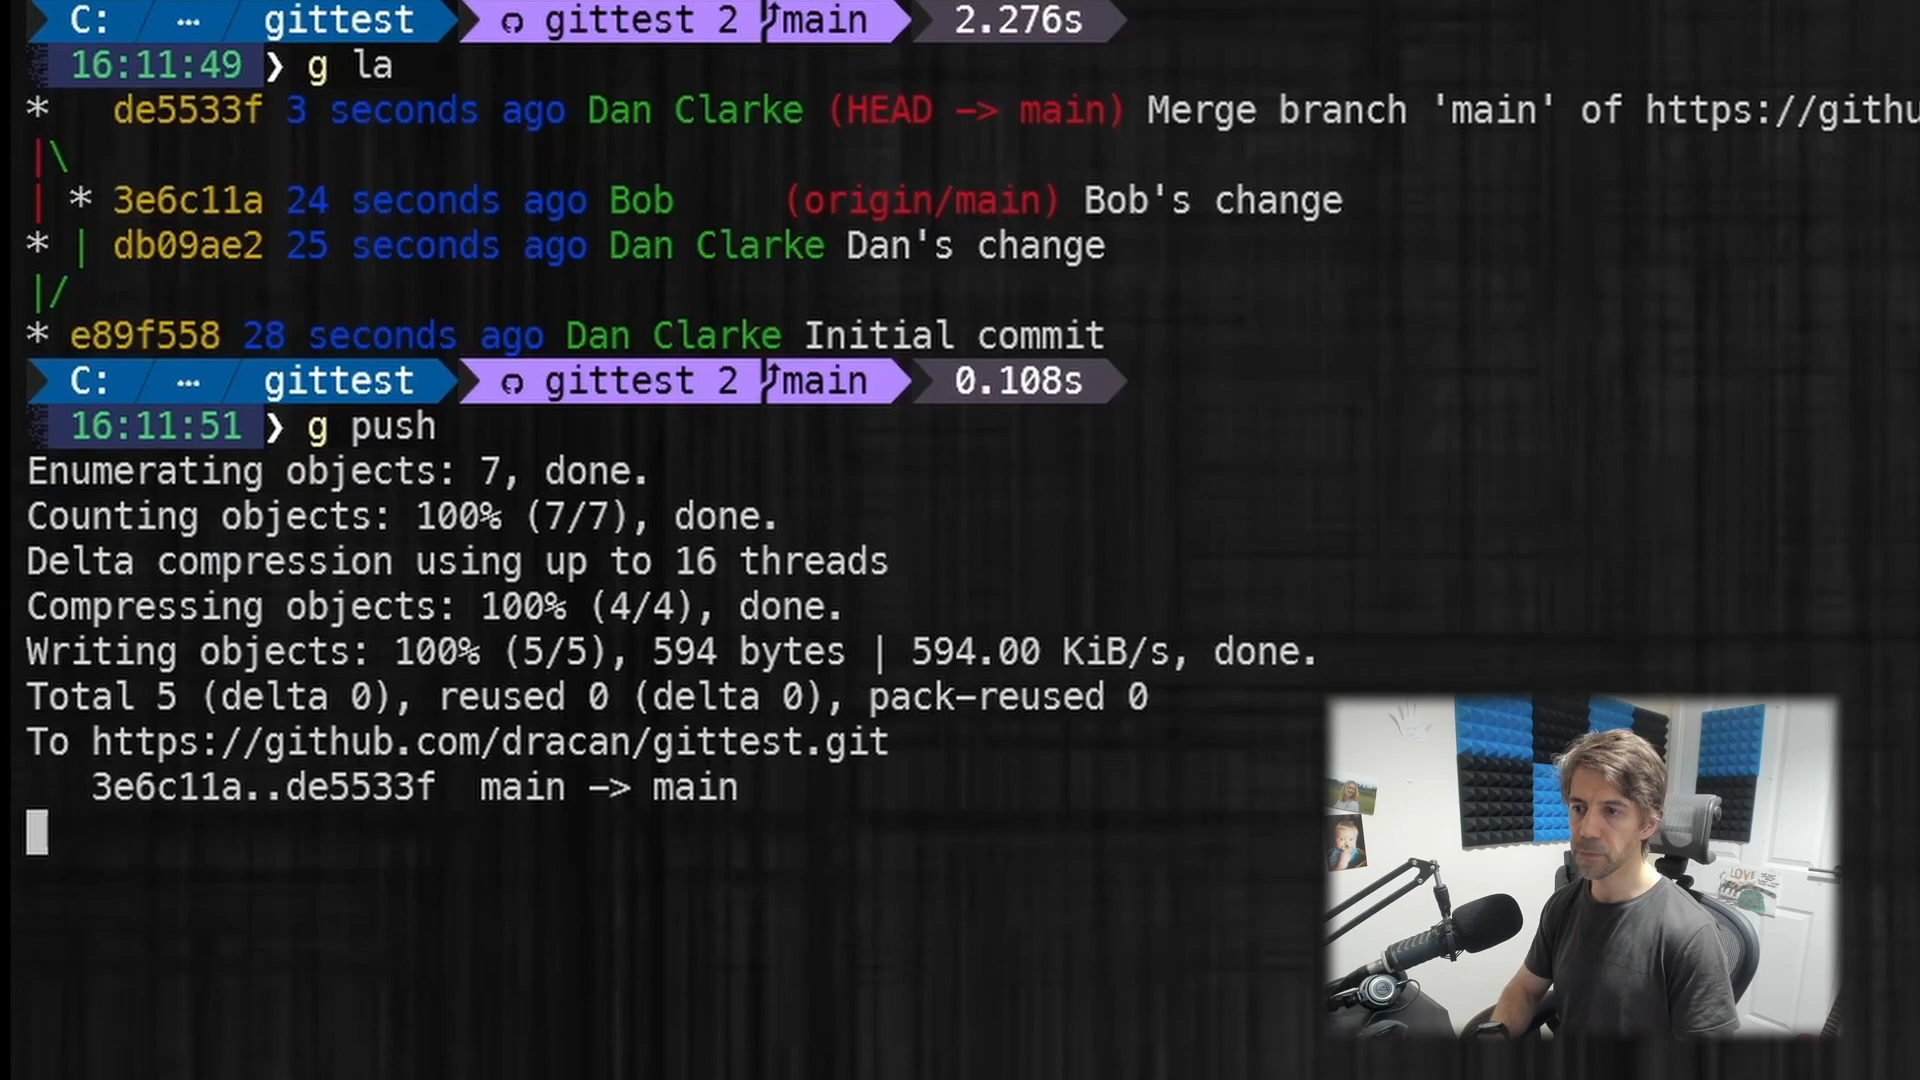 C: … gittest gittest 2 main 2.276s
16:11:49 ❯ g la
* de5533f 3 seconds ago Dan Clarke (HEAD -> main) Merge branch 'main' of https://githu
|\
| * 3e6c11a 24 seconds ago Bob (origin/main) Bob's change
* | db09ae2 25 seconds ago Dan Clarke Dan's change
|/
* e89f558 28 seconds ago Dan Clarke Initial commit
C: … gittest gittest 2 main 0.108s
16:11:51 ❯ g push
Enumerating objects: 7, done.
Counting objects: 100% (7/7), done.
Delta compression using up to 16 threads
Compressing objects: 100% (4/4), done.
Writing objects: 100% (5/5), 594 bytes | 594.00 KiB/s, done.
Total 5 (delta 0), reused 0 (delta 0), pack-reused 0
To https://github.com/dracan/gittest.git
3e6c11a..de5533f main -> main
LOVE